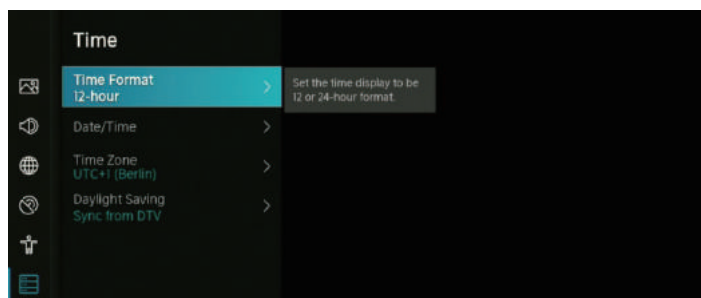 Time
Time Format
12-hour
Set the time display to be
12 or 24-hour format.
Date/Time
Time Zone
UTC+1 (Berlin)
Daylight Saving
Sync from DTV